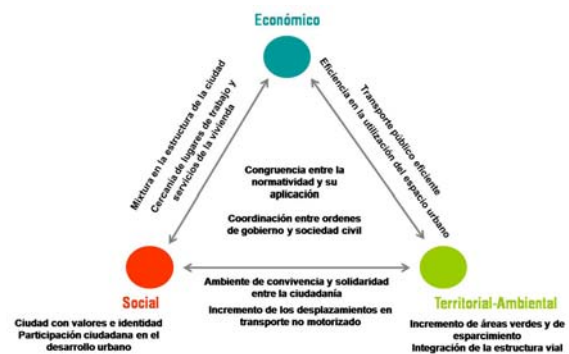 Económico
Mixtura en la estructura de la ciudad
Cercanía de lugares de trabajo y
servicios de la vivienda
Transporte público eficiente
Eficiencia en la utilización del espacio urbano
Congruencia entre la
normatividad y su
aplicación
Coordinación entre ordenes
de gobierno y sociedad civil
Ambiente de convivencia y solidaridad
entre la ciudadanía
Incremento de los desplazamientos en
transporte no motorizado
Social
Ciudad con valores e identidad
Participación ciudadana en el
desarrollo urbano
Territorial-Ambiental
Incremento de áreas verdes y de
esparcimiento
Integración de la estructura vial